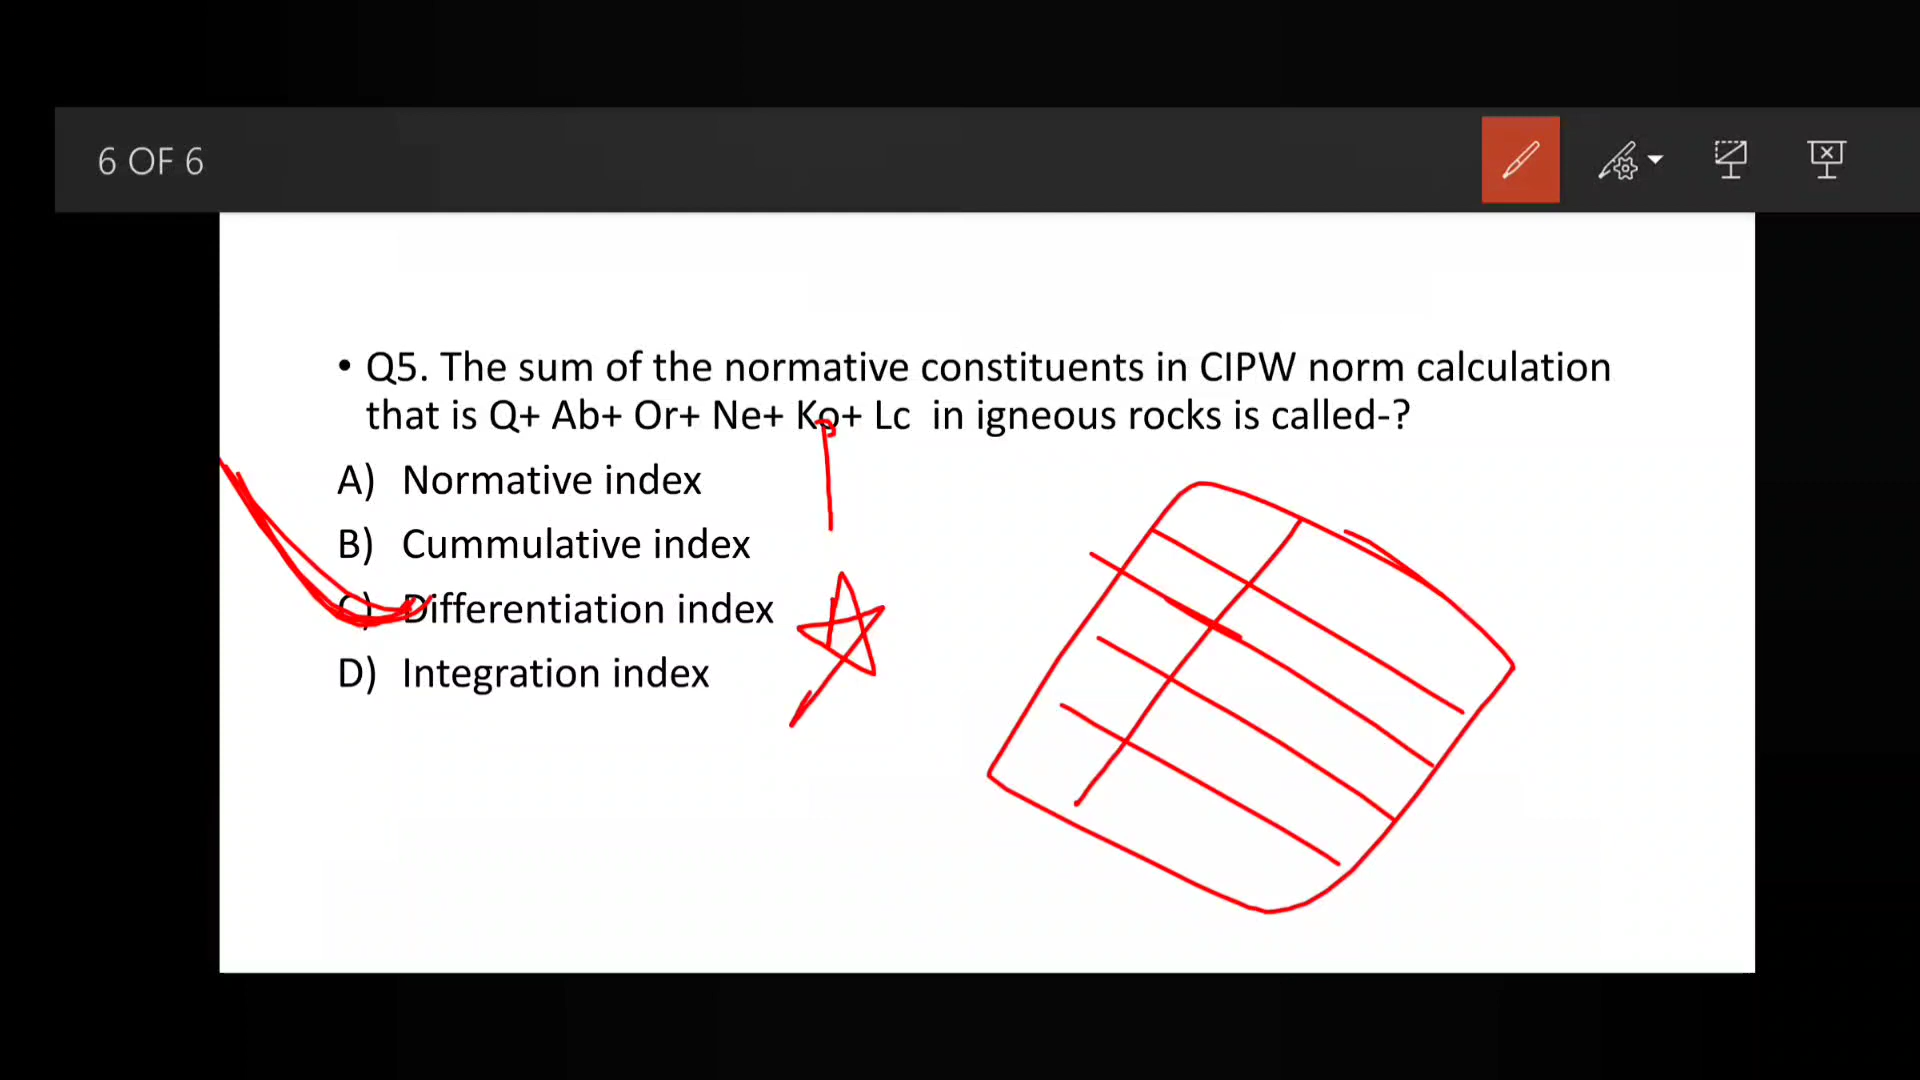 6 OF 6
• Q5. The sum of the normative constituents in CIPW norm calculation
that is Q+ Ab+ Or+ Ne+ Ko+ Lc in igneous rocks is called-?
A) Normative index
B) Cummulative index
C) Differentiation index
D) Integration index